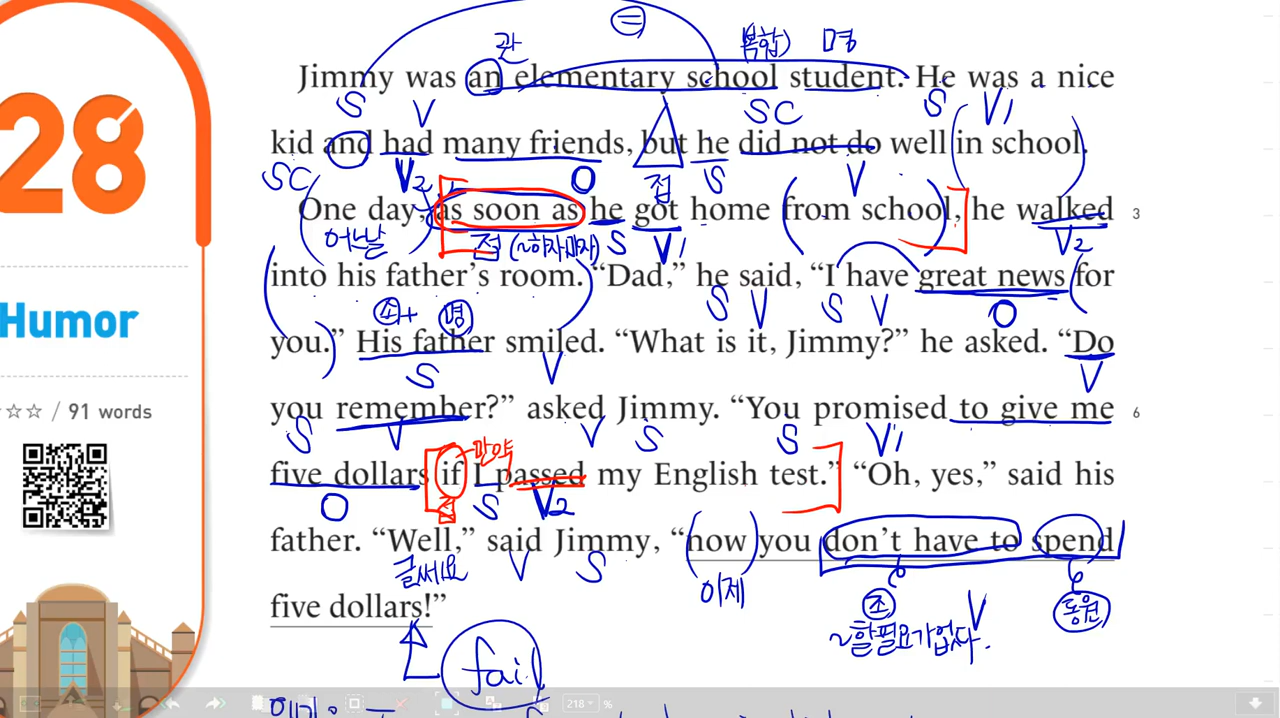 관 = 복합) 명
Jimmy was an elementary school student. He was a nice
S V SC S V1
kid and had many friends, but he did not do well in school.
SC V2 O 접 S V
28
One day, as soon as he got home from school, he walked 3
어느날 접 (~하자마자) S V1 V2
into his father's room. "Dad," he said, "I have great news for
S V S V O
Humor
소+ 명
you." His father smiled. "What is it, Jimmy?" he asked. "Do
S V V
☆☆ / 91 words
you remember?" asked Jimmy. "You promised to give me 6
S V V S S V1
만약
five dollars if I passed my English test." "Oh, yes," said his
O 접 S V2
father. "Well," said Jimmy, "now you don't have to spend
글쎄요 V S 이제 조 V 동원
~할필요가없다.
five dollars!"
fail
218 %